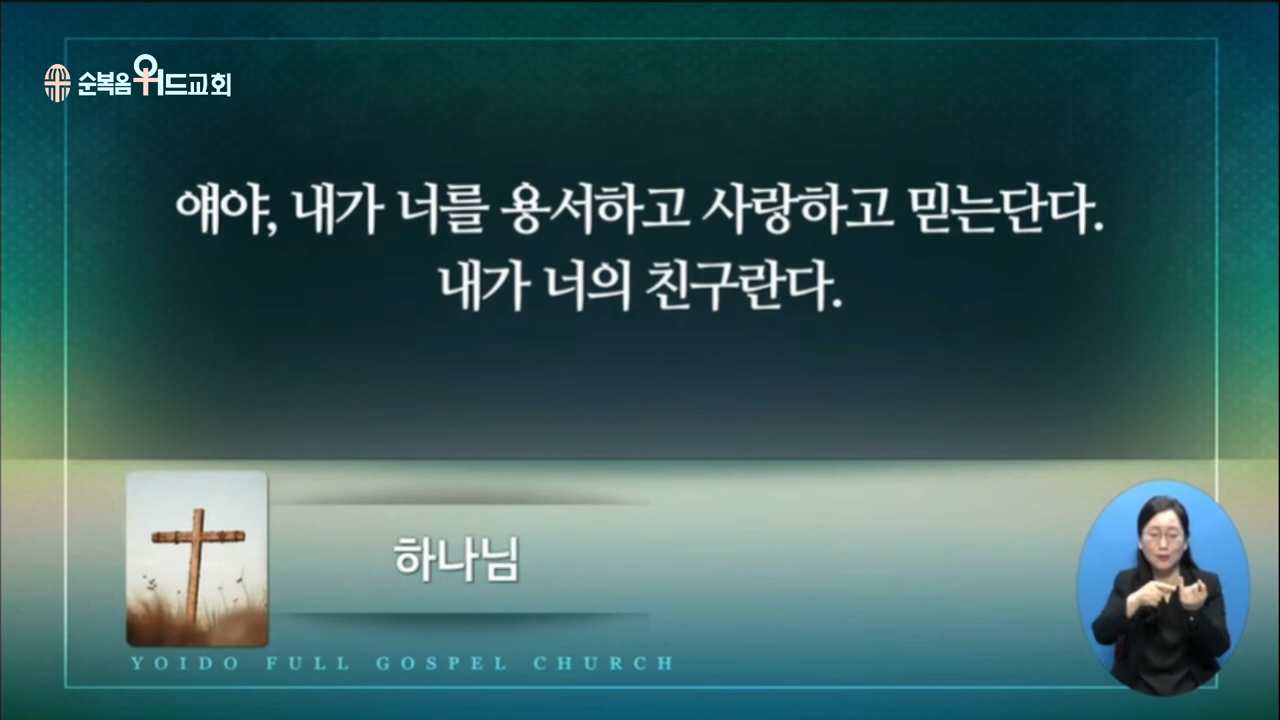 순복음위드교회
얘야, 내가 너를 용서하고 사랑하고 믿는단다.
내가 너의 친구란다.
하나님
YOIDO FULL GOSPEL CHURCH